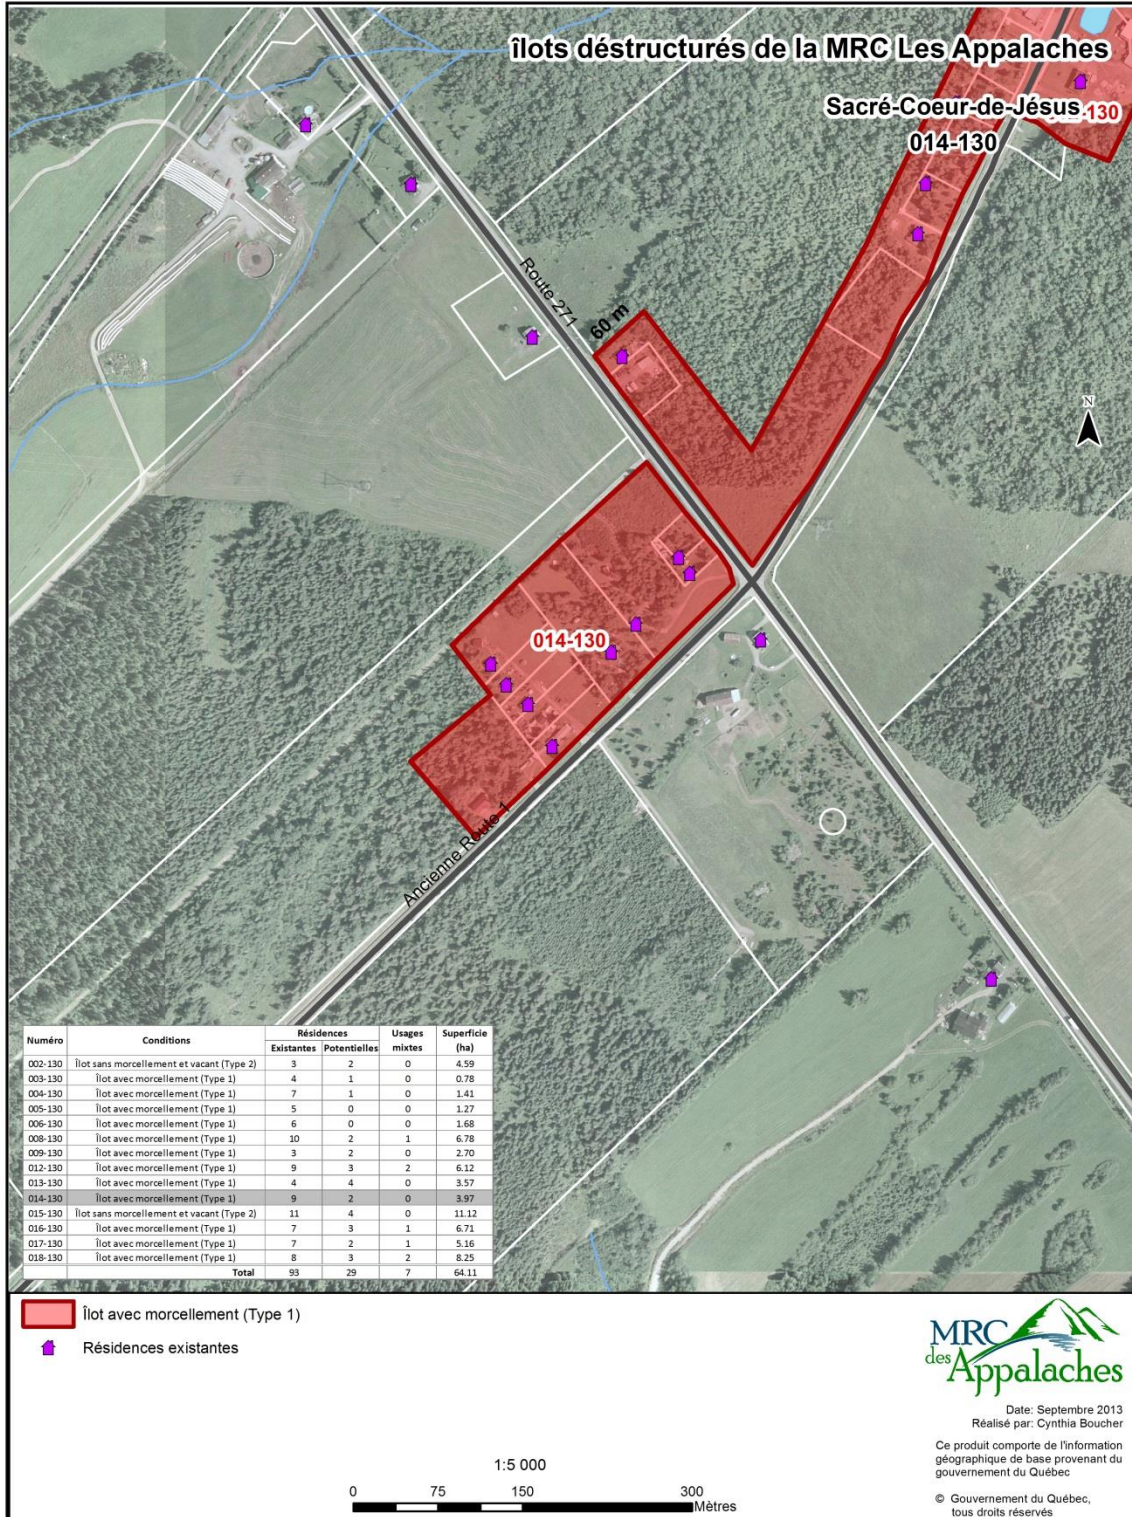 îlots déstructurés de la MRC Les Appalaches
Sacré-Coeur-de-Jésus
-130
014-130
Route 271
60 m
N
014-130
Ancienne Route 1
Numéro Conditions Résidences Usages mixtes Superficie (ha)
Existantes Potentielles
002-130 Îlot sans morcellement et vacant (Type 2) 3 2 0 4.59
003-130 Îlot avec morcellement (Type 1) 4 1 0 0.78
004-130 Îlot avec morcellement (Type 1) 7 1 0 1.41
005-130 Îlot avec morcellement (Type 1) 5 0 0 1.27
006-130 Îlot avec morcellement (Type 1) 6 0 0 1.68
008-130 Îlot avec morcellement (Type 1) 10 2 1 6.78
009-130 Îlot avec morcellement (Type 1) 3 2 0 2.70
012-130 Îlot avec morcellement (Type 1) 9 3 2 6.12
013-130 Îlot avec morcellement (Type 1) 4 4 0 3.57
014-130 Îlot avec morcellement (Type 1) 9 2 0 3.97
015-130 Îlot sans morcellement et vacant (Type 2) 11 4 0 11.12
016-130 Îlot avec morcellement (Type 1) 7 3 1 6.71
017-130 Îlot avec morcellement (Type 1) 7 2 1 5.16
018-130 Îlot avec morcellement (Type 1) 8 3 2 8.25
Total 93 29 7 64.11
Îlot avec morcellement (Type 1)
Résidences existantes
MRC
des Appalaches
Date: Septembre 2013
Réalisé par: Cynthia Boucher
Ce produit comporte de l'information
géographique de base provenant du
gouvernement du Québec
© Gouvernement du Québec,
tous droits réservés
1:5 000
0 75 150 300
Mètres